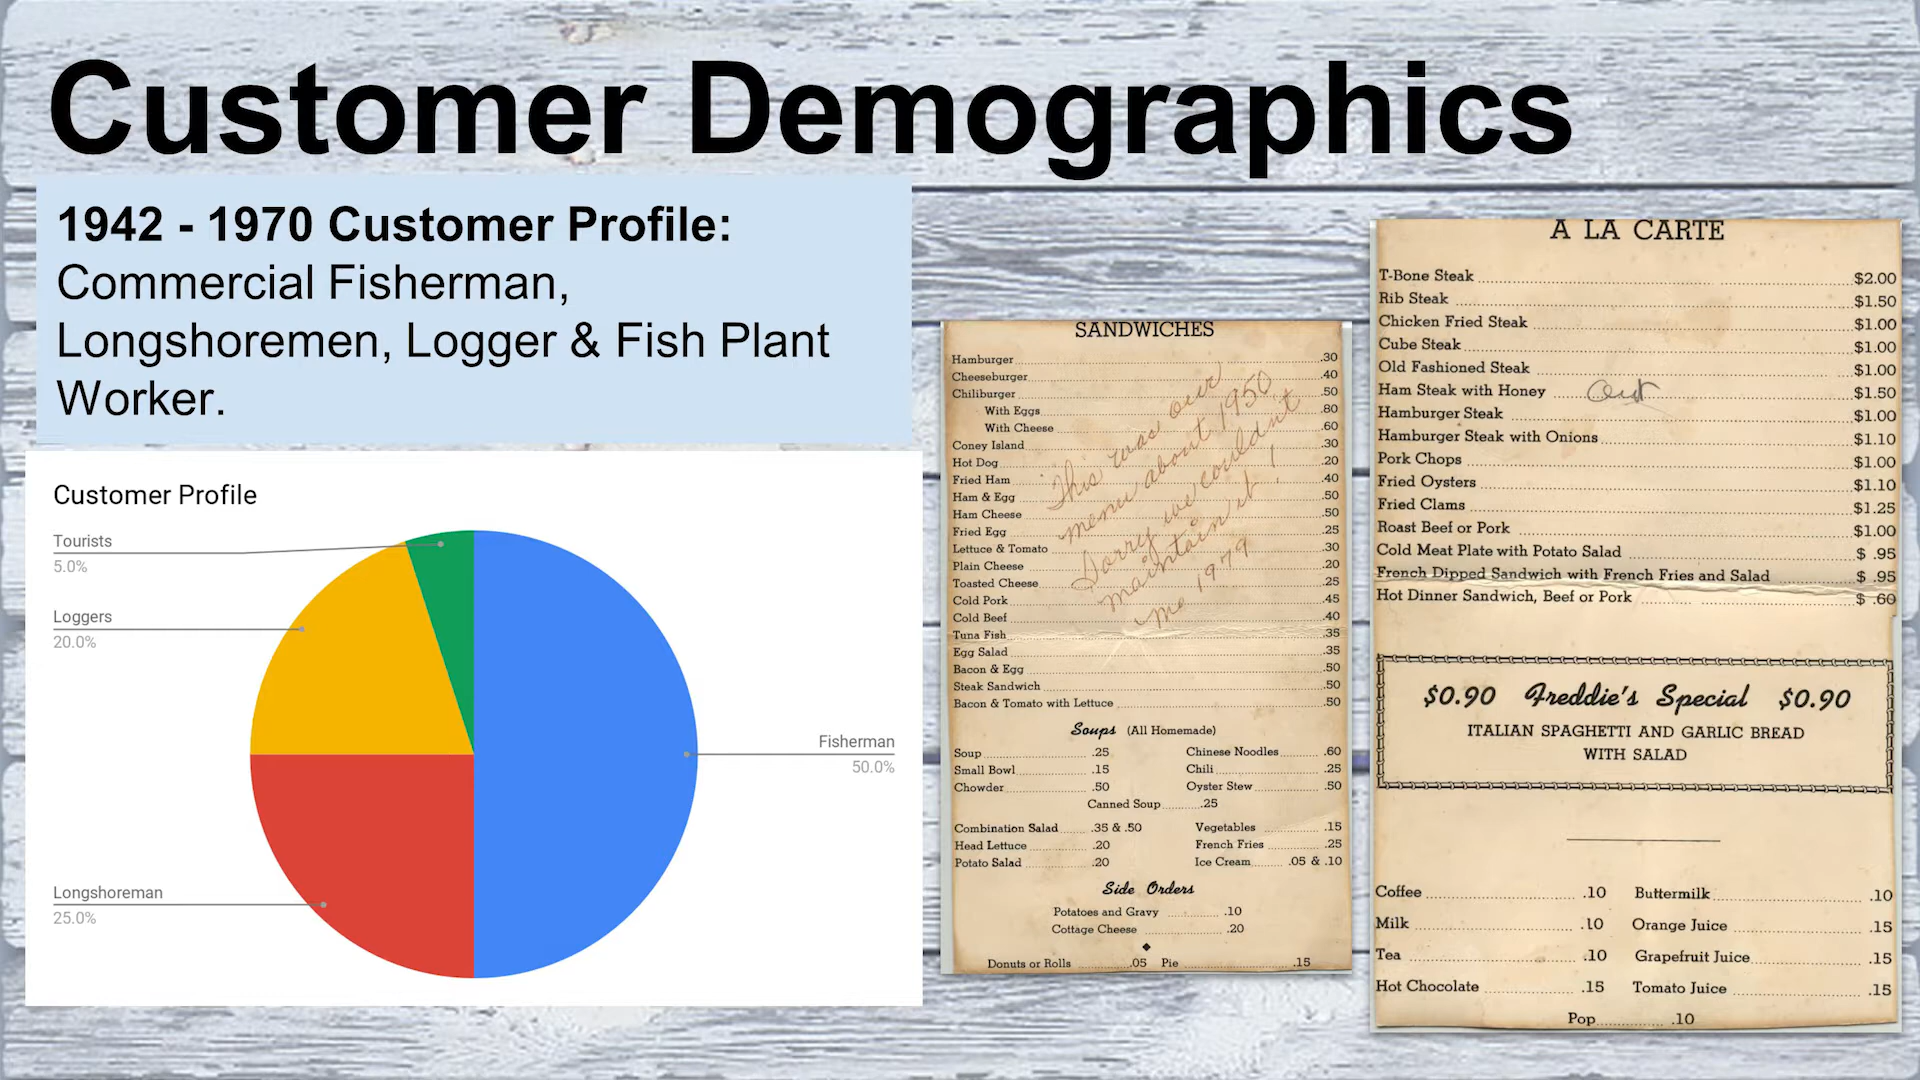 Customer Demographics
1942 - 1970 Customer Profile:
Commercial Fisherman,
Longshoremen, Logger & Fish Plant
Worker.
Customer Profile
Tourists
5.0%
Loggers
20.0%
Longshoreman
25.0%
Fisherman
50.0%
SANDWICHES
Hamburger .30
Cheeseburger .40
Chiliburger .50
With Eggs .80
With Cheese .60
Coney Island .30
Hot Dog .20
Fried Ham .40
Ham & Egg .50
Ham Cheese .50
Fried Egg .25
Lettuce & Tomato .30
Plain Cheese .20
Toasted Cheese .25
Cold Pork .45
Cold Beef .40
Tuna Fish .35
Egg Salad .35
Bacon & Egg .50
Steak Sandwich .50
Bacon & Tomato with Lettuce .50
This was our
menu about 1950
Sorry we couldn't
maintain it!
Mo 1979
Soups (All Homemade)
Soup .25 Chinese Noodles .60
Small Bowl .15 Chili .25
Chowder .50 Oyster Stew .50
Canned Soup .25
Combination Salad .35 & .50 Vegetables .15
Head Lettuce .20 French Fries .25
Potato Salad .20 Ice Cream .05 & .10
Side Orders
Potatoes and Gravy .10
Cottage Cheese .20
Donuts or Rolls .05 Pie .15
A LA CARTE
T-Bone Steak $2.00
Rib Steak $1.50
Chicken Fried Steak $1.00
Cube Steak $1.00
Old Fashioned Steak $1.00
Ham Steak with Honey Out $1.50
Hamburger Steak $1.00
Hamburger Steak with Onions $1.10
Pork Chops $1.00
Fried Oysters $1.10
Fried Clams $1.25
Roast Beef or Pork $1.00
Cold Meat Plate with Potato Salad $ .95
French Dipped Sandwich with French Fries and Salad $ .95
Hot Dinner Sandwich, Beef or Pork $ .60
$0.90 Freddie's Special $0.90
ITALIAN SPAGHETTI AND GARLIC BREAD
WITH SALAD
Coffee .10 Buttermilk .10
Milk .10 Orange Juice .15
Tea .10 Grapefruit Juice .15
Hot Chocolate .15 Tomato Juice .15
Pop .10